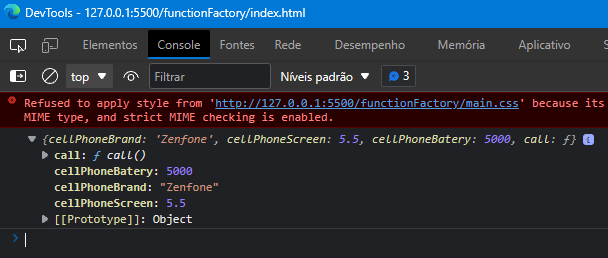 DevTools - 127.0.0.1:5500/functionFactory/index.html
Elementos Console Fontes Rede Desempenho Memória Aplicativo
top Filtrar Níveis padrão 3
Refused to apply style from 'http://127.0.0.1:5500/functionFactory/main.css' because its
MIME type, and strict MIME checking is enabled.
{cellPhoneBrand: 'Zenfone', cellPhoneScreen: 5.5, cellPhoneBatery: 5000, call: ƒ} i
call: ƒ call()
cellPhoneBatery: 5000
cellPhoneBrand: "Zenfone"
cellPhoneScreen: 5.5
[[Prototype]]: Object